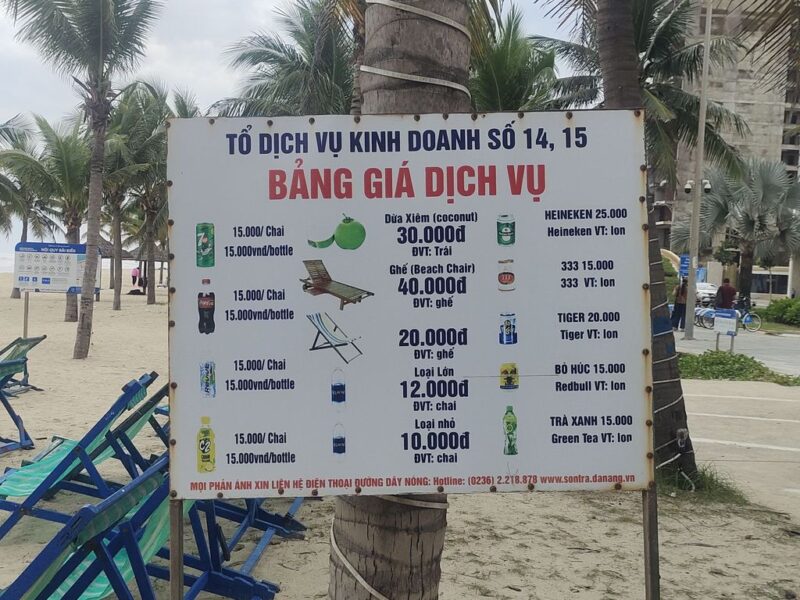 TỔ DỊCH VỤ KINH DOANH SỐ 14, 15
BẢNG GIÁ DỊCH VỤ
15.000/ Chai
15.000vnd/bottle
15.000/ Chai
15.000vnd/bottle
15.000/ Chai
15.000vnd/bottle
15.000/ Chai
15.000vnd/bottle
Dừa Xiêm (coconut)
30.000đ
ĐVT: Trái
Ghế (Beach Chair)
40.000đ
ĐVT: ghế
20.000đ
ĐVT: ghế
Loại Lớn
12.000đ
ĐVT: chai
Loại nhỏ
10.000đ
ĐVT: chai
HEINEKEN 25.000
Heineken VT: lon
333 15.000
333 VT: lon
TIGER 20.000
Tiger VT: lon
BÒ HÚC 15.000
Redbull VT: lon
TRÀ XANH 15.000
Green Tea VT: lon
MỌI PHẢN ÁNH XIN LIÊN HỆ ĐIỆN THOẠI ĐƯỜNG DÂY NÓNG: Hotline: (0236) 2.218.878 www.sontra.danang.vn
NỘI QUY BÃI BIỂN